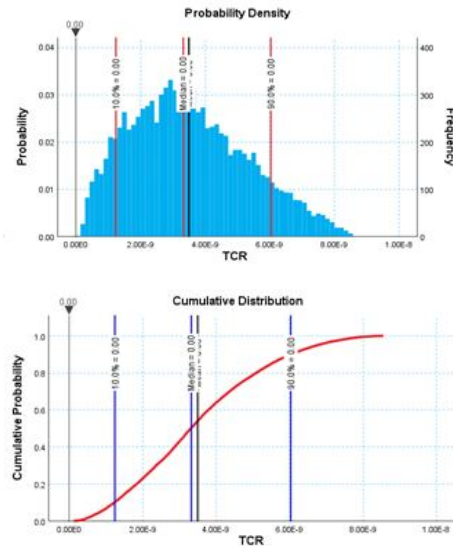 Probability Density
0.00
0.04 400
0.03 300
0.02 200
0.01 100
0.00 0
Probability
Frequency
10.0% = 0.00
Median = 0.00
90.0% = 0.00
0.00E0 2.00E-9 4.00E-9 6.00E-9 8.00E-9 1.00E-8
TCR
Cumulative Distribution
0.00
1.0
0.8
0.6
0.4
0.2
0.0
Cumulative Probability
10.0% = 0.00
Median = 0.00
90.0% = 0.00
0.00E0 2.00E-9 4.00E-9 6.00E-9 8.00E-9 1.00E-8
TCR